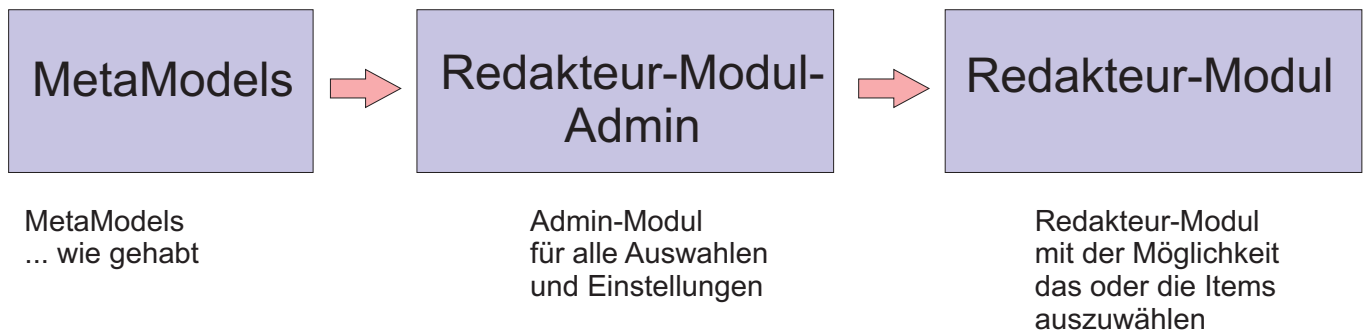 MetaModels
Redakteur-Modul-
Admin
Redakteur-Modul
MetaModels
... wie gehabt
Admin-Modul
für alle Auswahlen
und Einstellungen
Redakteur-Modul
mit der Möglichkeit
das oder die Items
auszuwählen